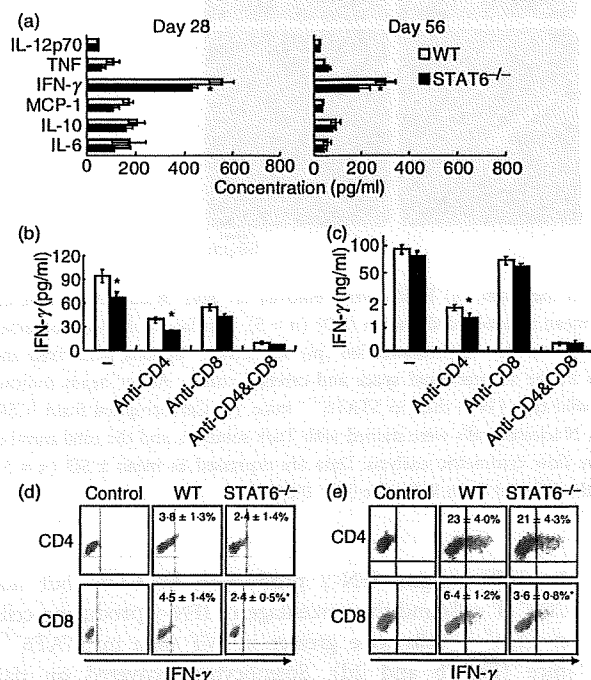 (a)
Day 28
Day 56
IL-12p70
TNF
IFN-γ
MCP-1
IL-10
IL-6
WT
STAT6−/−
*
*
0 200 400 600 800
0 200 400 600 800
Concentration (pg/ml)
(b)
IFN-γ (pg/ml)
120
90
60
30
0
*
*
– Anti-CD4 Anti-CD8 Anti-CD4&CD8
(c)
IFN-γ (ng/ml)
100
50
2
1
0
*
– Anti-CD4 Anti-CD8 Anti-CD4&CD8
(d)
Control WT STAT6−/−
CD4
3·8 ± 1·3% 2·4 ± 1·4%
CD8
4·5 ± 1·4% 2·4 ± 0·5%*
IFN-γ
(e)
Control WT STAT6−/−
CD4
23 ± 4·0% 21 ± 4·3%
CD8
6·4 ± 1·2% 3·6 ± 0·8%*
IFN-γ